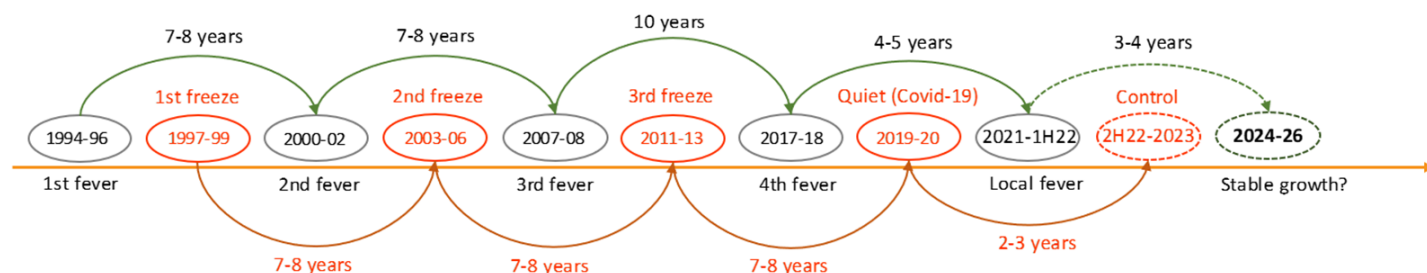 10 years
7-8 years
7-8 years
4-5 years
3-4 years
1st freeze
2nd freeze
3rd freeze
Quiet (Covid-19)
Control
1994-96
1997-99
2000-02
2003-06
2007-08
2011-13
2017-18
2019-20
2021-1H22
2H22-2023
2024-26
1st fever
2nd fever
3rd fever
4th fever
Local fever
Stable growth?
7-8 years
7-8 years
7-8 years
2-3 years